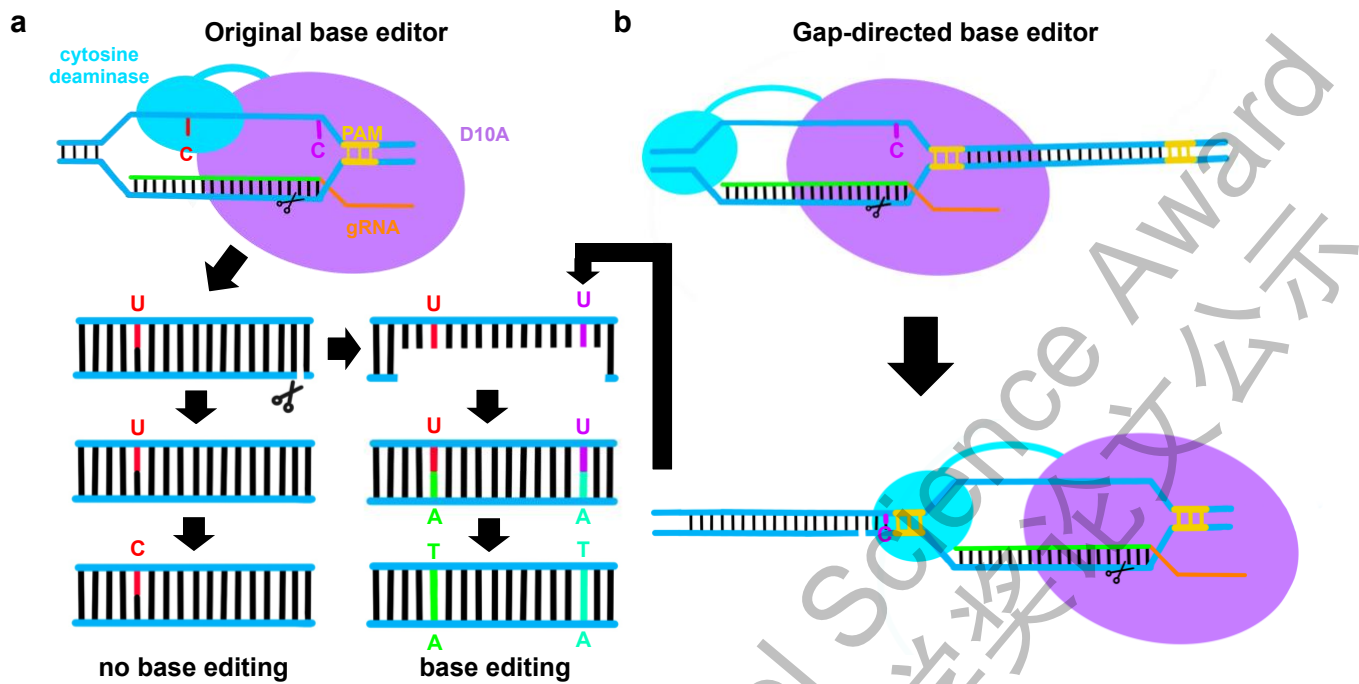 a
Original base editor
cytosine
deaminase
C
C
PAM
D10A
gRNA
U
U
U
U
U
U
A
A
C
T
T
A
A
no base editing
base editing
b
Gap-directed base editor
C
C
Science Award